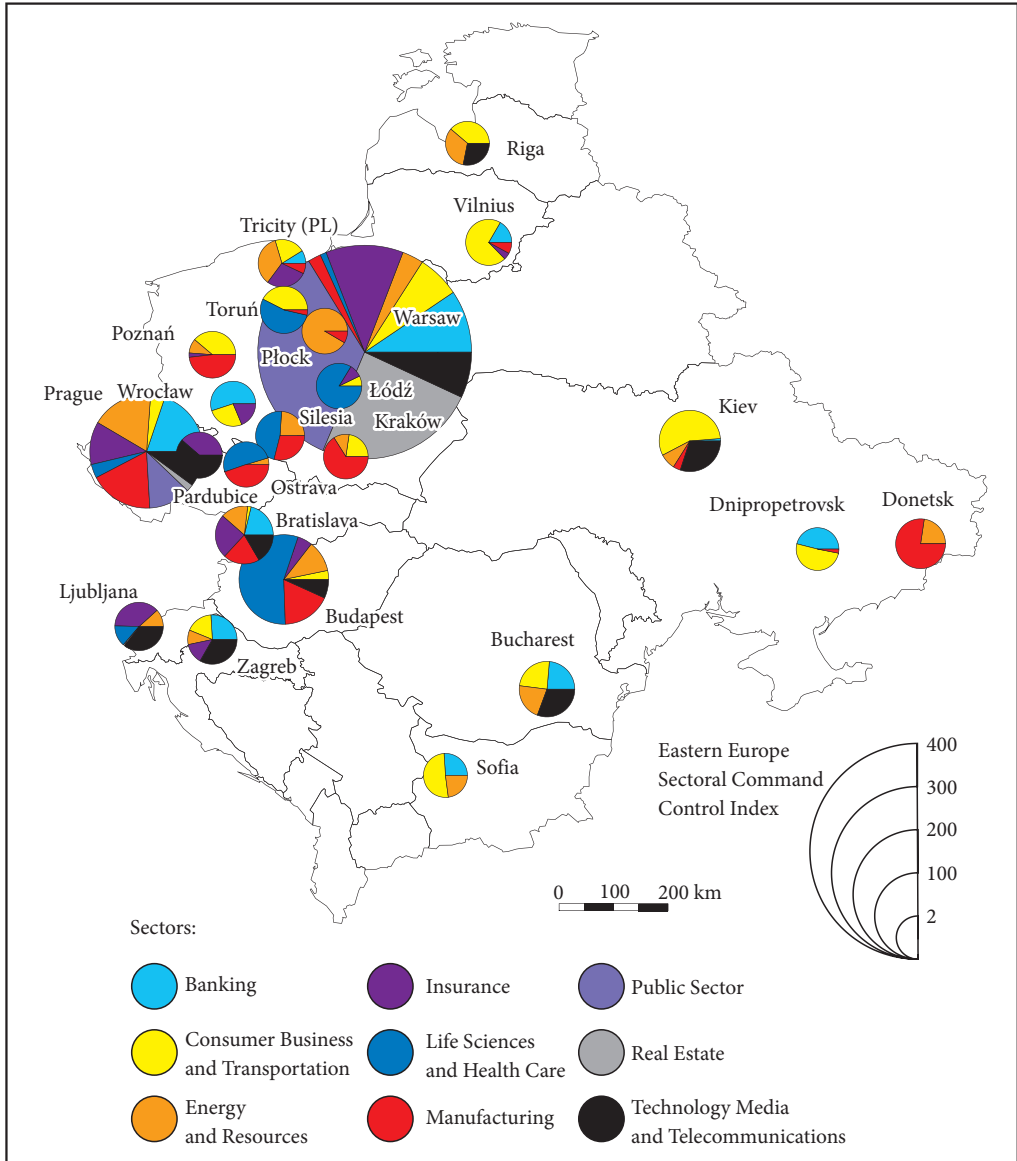 Riga
Vilnius
Tricity (PL)
Toruń
Warsaw
Poznań
Płock
Prague
Wrocław
Łódź
Silesia
Kraków
Kiev
Pardubice
Ostrava
Dnipropetrovsk
Donetsk
Bratislava
Ljubljana
Budapest
Bucharest
Zagreb
Sofia
Eastern Europe
Sectoral Command
Control Index
400
300
200
100
2
0 100 200 km
Sectors:
Banking
Insurance
Public Sector
Consumer Business
and Transportation
Life Sciences
and Health Care
Real Estate
Energy
and Resources
Manufacturing
Technology Media
and Telecommunications